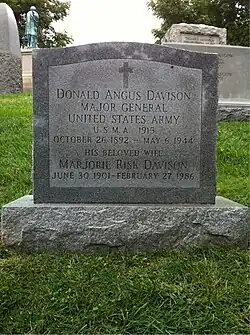 DONALD ANGUS DAVISON
MAJOR GENERAL
UNITED STATES ARMY
U.S.M.A. 1915
OCTOBER 26, 1892 – MAY 6, 1944
HIS BELOVED WIFE
MARJORIE RISK DAVISON
JUNE 30, 1901–FEBRUARY 27, 1986